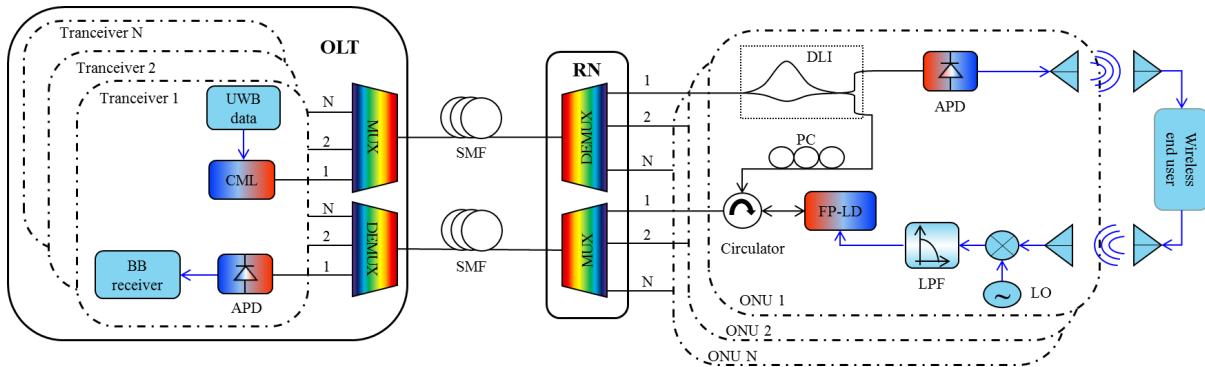 Tranceiver N
Tranceiver 2
Tranceiver 1
OLT
UWB
data
CML
BB
receiver
APD
N
2
1
N
2
1
MUX
DEMUX
SMF
SMF
RN
DEMUX
MUX
1
2
N
1
2
N
DLI
APD
PC
Circulator
FP-LD
LPF
LO
~
ONU 1
ONU 2
ONU N
Wireless
end user